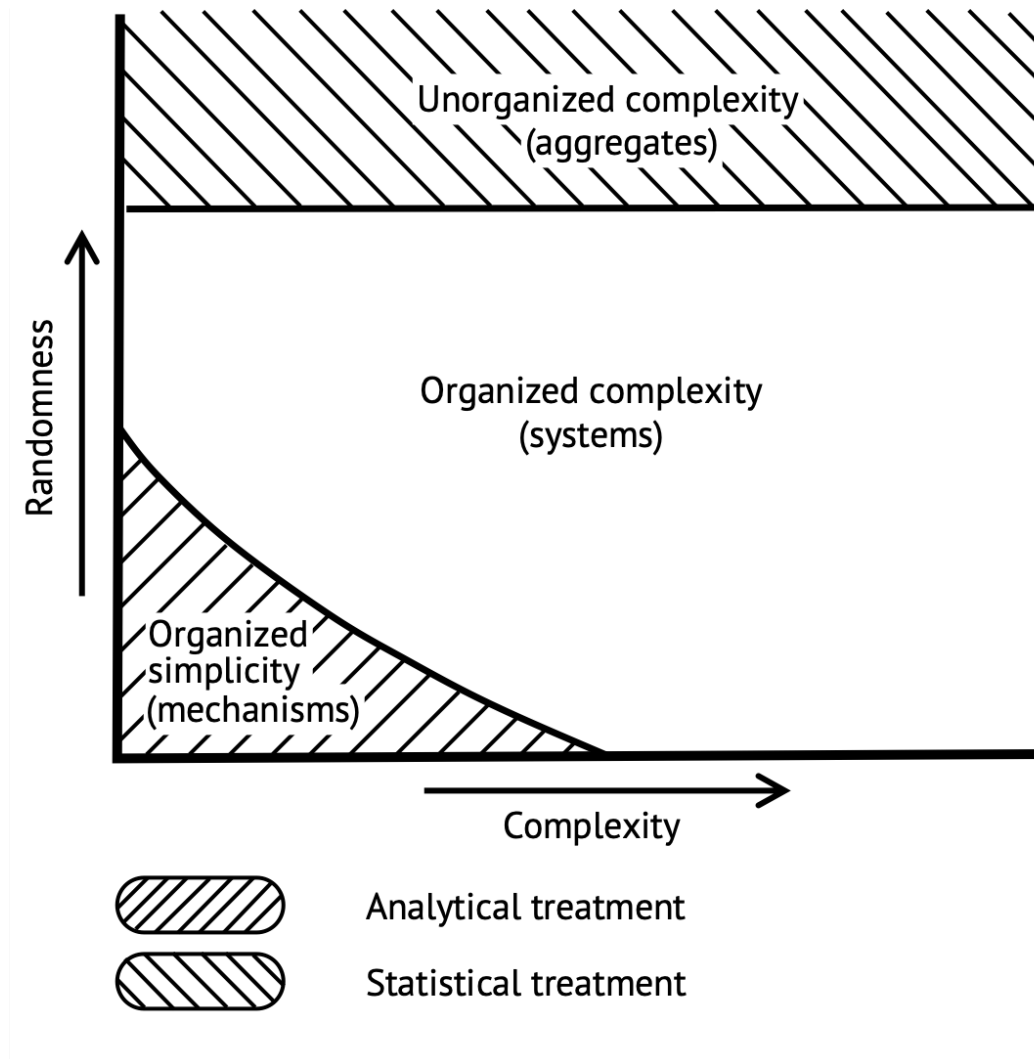 Unorganized complexity
(aggregates)
Randomness
Organized complexity
(systems)
Organized
simplicity
(mechanisms)
Complexity
Analytical treatment
Statistical treatment